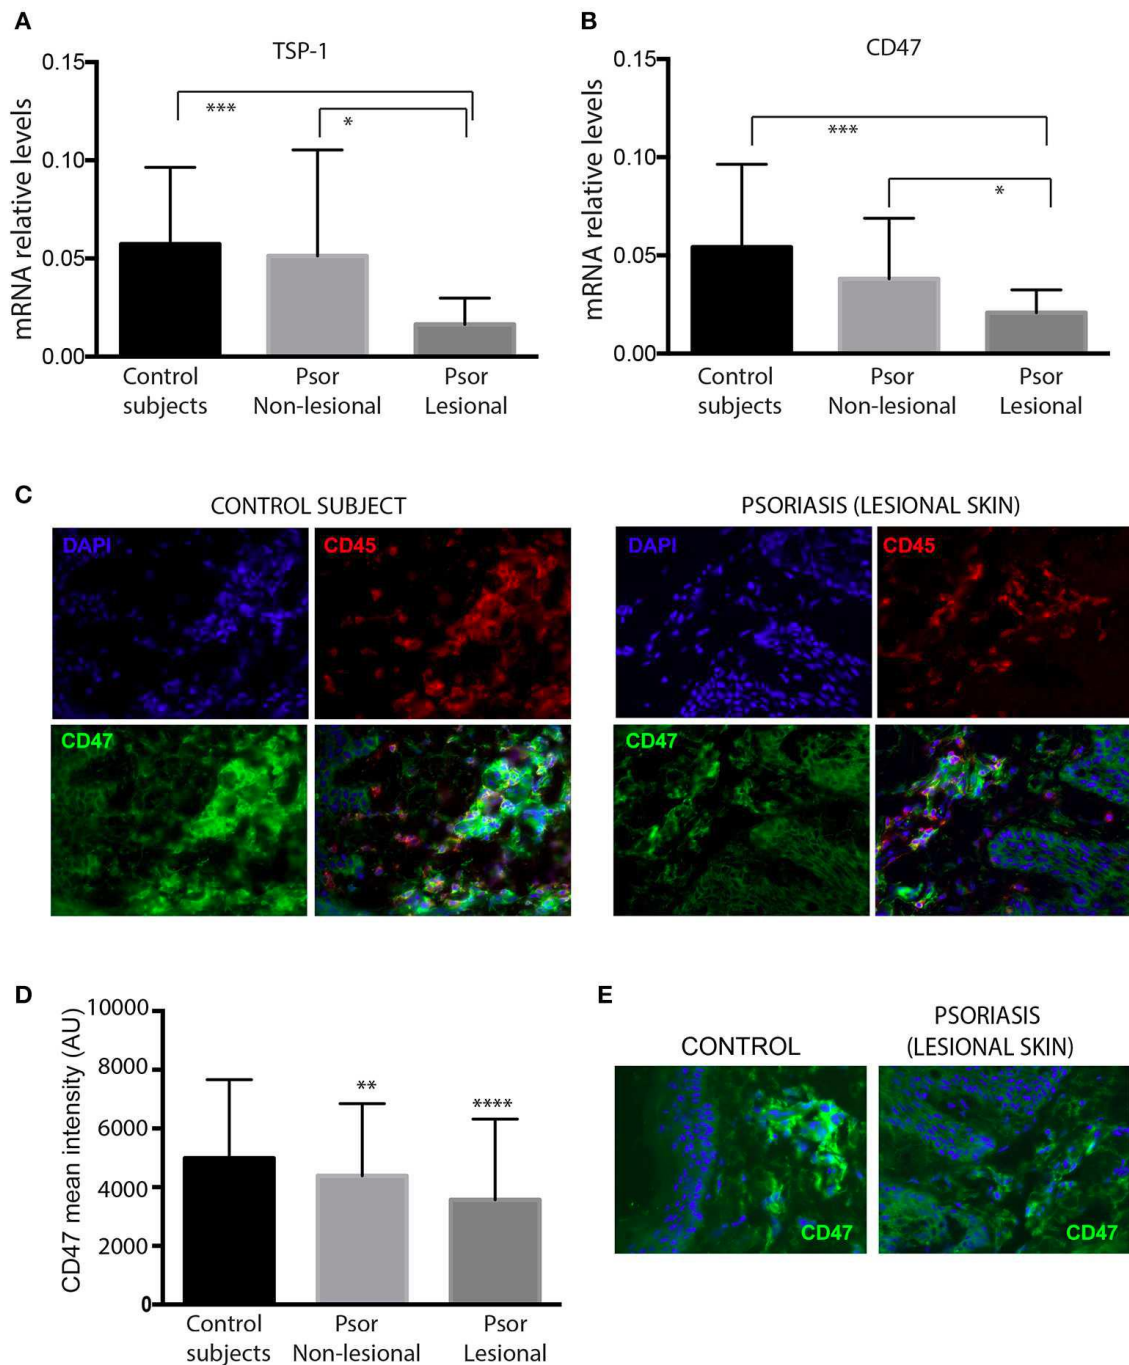 A
TSP-1
mRNA relative levels
0.15
0.10
0.05
0.00
***
*
Control
subjects
Psor
Non-lesional
Psor
Lesional
B
CD47
mRNA relative levels
0.15
0.10
0.05
0.00
***
*
Control
subjects
Psor
Non-lesional
Psor
Lesional
C
CONTROL SUBJECT
DAPI
CD45
CD47
PSORIASIS (LESIONAL SKIN)
DAPI
CD45
CD47
D
CD47 mean intensity (AU)
10000
8000
6000
4000
2000
0
**
****
Control
subjects
Psor
Non-lesional
Psor
Lesional
E
CONTROL
CD47
PSORIASIS
(LESIONAL SKIN)
CD47